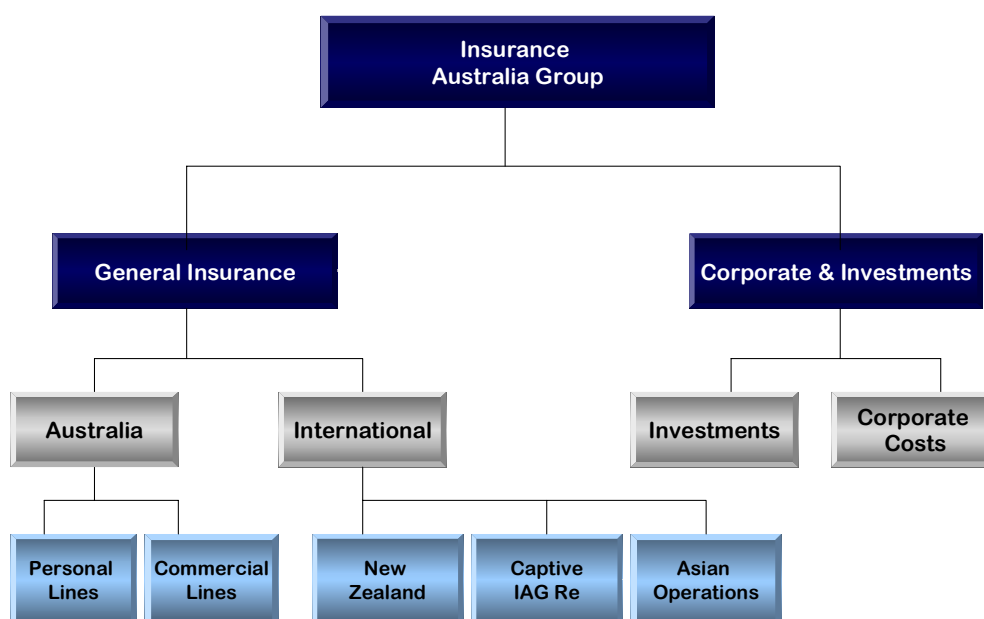 Insurance
Australia Group
General Insurance
Corporate & Investments
Australia
International
Investments
Corporate
Costs
Personal
Lines
Commercial
Lines
New
Zealand
Captive
IAG Re
Asian
Operations